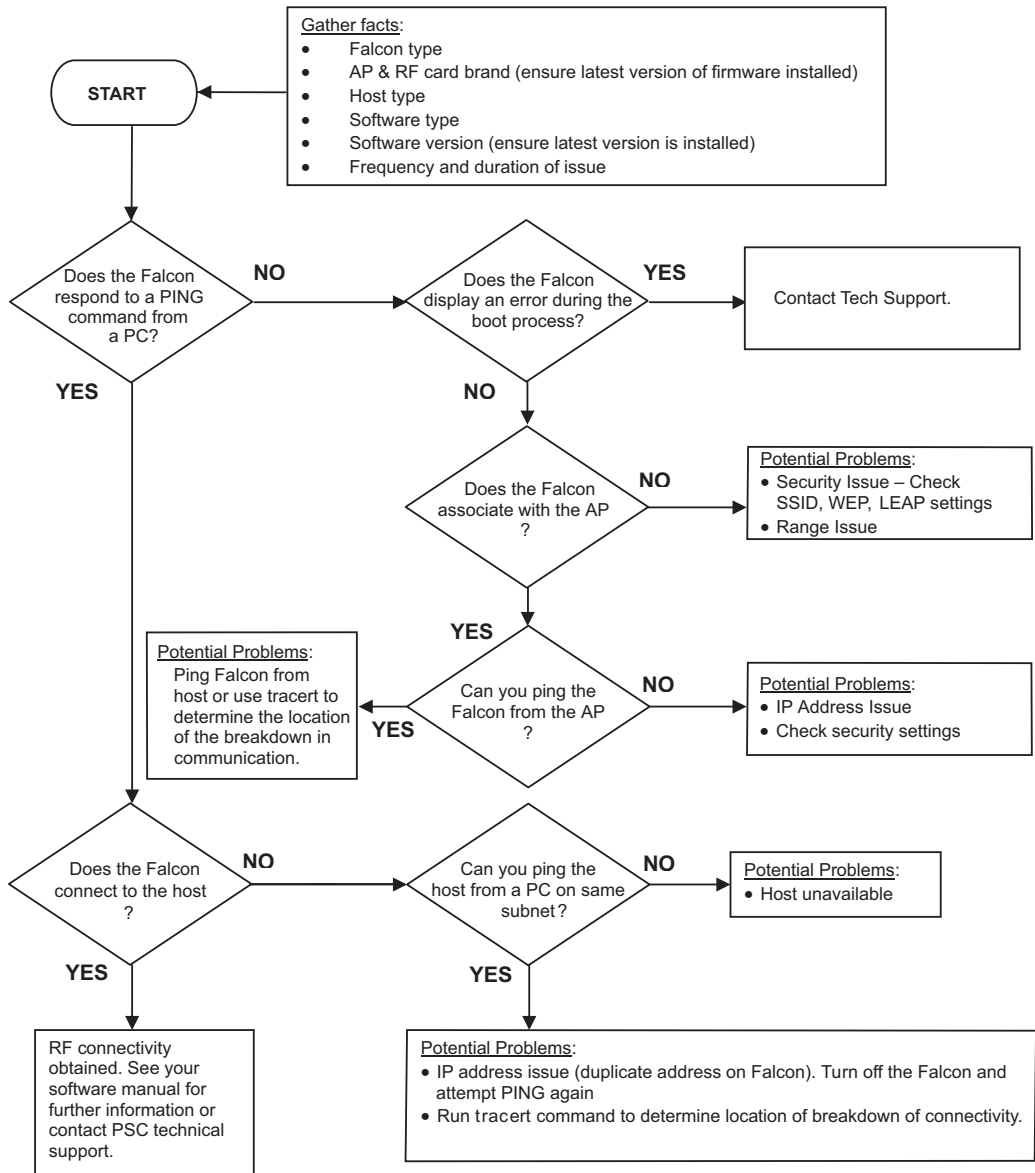 Gather facts:
• Falcon type
• AP & RF card brand (ensure latest version of firmware installed)
• Host type
• Software type
• Software version (ensure latest version is installed)
• Frequency and duration of issue
START
Does the Falcon
respond to a PING
command from
a PC?
NO
Does the Falcon
display an error during the
boot process?
YES
Contact Tech Support.
YES
NO
Does the Falcon
associate with the AP
?
NO
Potential Problems:
• Security Issue – Check
SSID, WEP, LEAP settings
• Range Issue
YES
Potential Problems:
Ping Falcon from
host or use tracert to
determine the location
of the breakdown in
communication.
YES
Can you ping the
Falcon from the AP
?
NO
Potential Problems:
• IP Address Issue
• Check security settings
Does the Falcon
connect to the host
?
NO
Can you ping the
host from a PC on same
subnet?
NO
Potential Problems:
• Host unavailable
YES
YES
RF connectivity
obtained. See your
software manual for
further information or
contact PSC technical
support.
Potential Problems:
• IP address issue (duplicate address on Falcon). Turn off the Falcon and
attempt PING again
• Run tracert command to determine location of breakdown of connectivity.